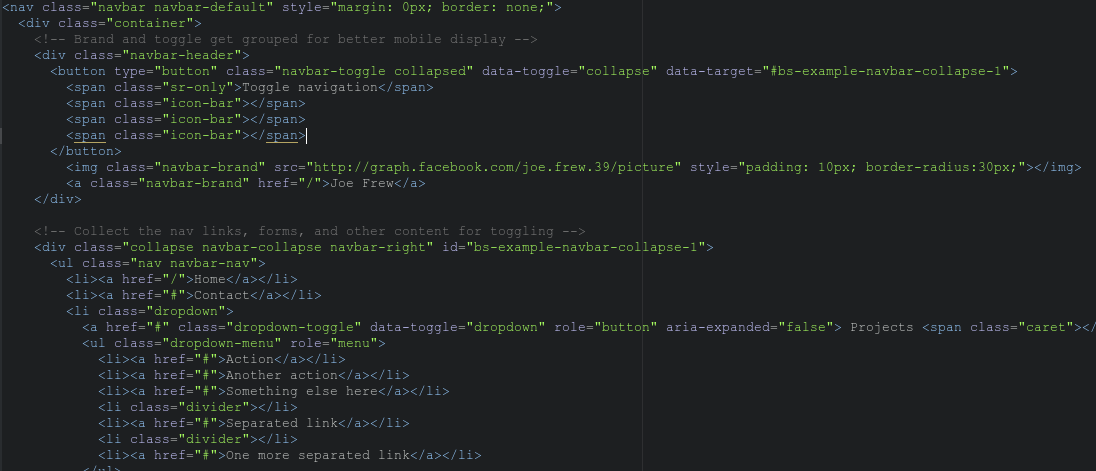 <nav class="navbar navbar-default" style="margin: 0px; border: none;">
<div class="container">
<!-- Brand and toggle get grouped for better mobile display -->
<div class="navbar-header">
<button type="button" class="navbar-toggle collapsed" data-toggle="collapse" data-target="#bs-example-navbar-collapse-1">
<span class="sr-only">Toggle navigation</span>
<span class="icon-bar"></span>
<span class="icon-bar"></span>
<span class="icon-bar"></span>
</button>
<img class="navbar-brand" src="http://graph.facebook.com/joe.frew.39/picture" style="padding: 10px; border-radius:30px;"></img>
<a class="navbar-brand" href="/">Joe Frew</a>
</div>
<!-- Collect the nav links, forms, and other content for toggling -->
<div class="collapse navbar-collapse navbar-right" id="bs-example-navbar-collapse-1">
<ul class="nav navbar-nav">
<li><a href="/">Home</a></li>
<li><a href="#">Contact</a></li>
<li class="dropdown">
<a href="#" class="dropdown-toggle" data-toggle="dropdown" role="button" aria-expanded="false"> Projects <span class="caret"></
<ul class="dropdown-menu" role="menu">
<li><a href="#">Action</a></li>
<li><a href="#">Another action</a></li>
<li><a href="#">Something else here</a></li>
<li class="divider"></li>
<li><a href="#">Separated link</a></li>
<li class="divider"></li>
<li><a href="#">One more separated link</a></li>
</ul>